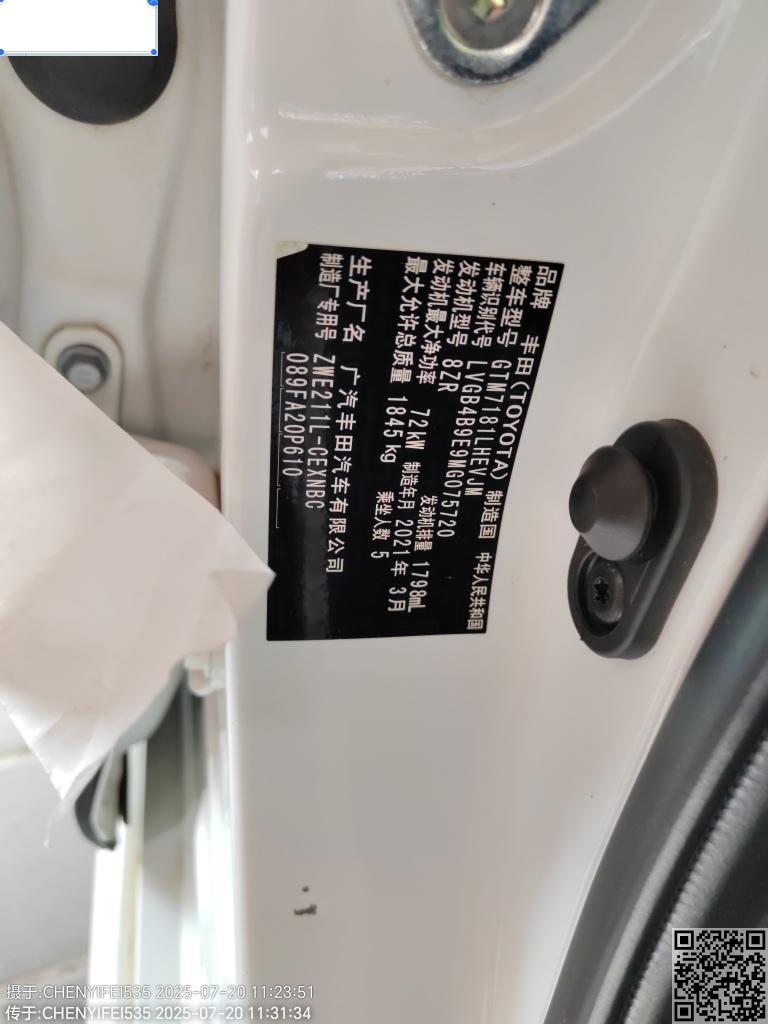 品牌 丰田(TOYOTA) 制造国 中华人民共和国
整车型号 GTM7181LHEVJM
车辆识别代号 LVGB4B9E9MG075720
发动机型号 8ZR 发动机排量 1798mL
发动机最大净功率 72kW 制造年月 2021年 3月
最大允许总质量 1845kg 乘坐人数 5
生产厂名 广汽丰田汽车有限公司
制造厂专用号 ZWE211L-CEXNBC
089FA20P610
摄于:CHENYIFEI535 2025-07-20 11:23:51
传于:CHENYIFEI535 2025-07-20 11:31:34